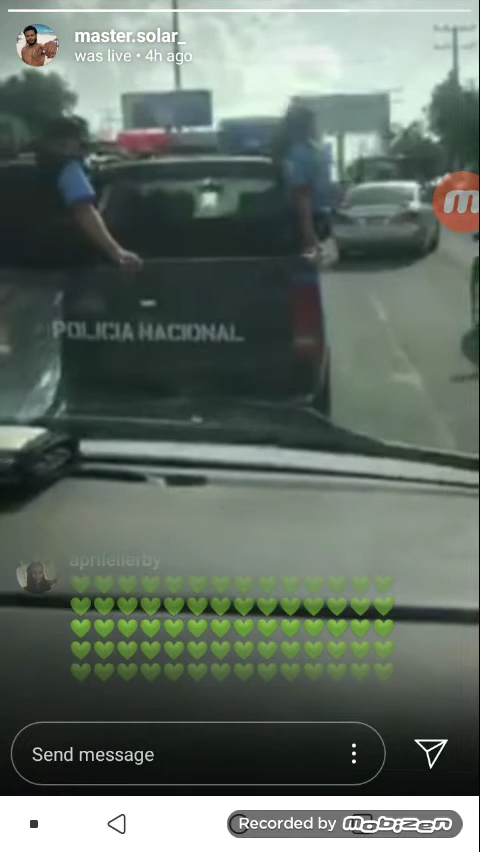 master.solar_
was live • 4h ago
POLICIA NACIONAL
aprilellerby
💚💚💚💚💚💚💚💚💚💚💚💚💚💚
💚💚💚💚💚💚💚💚💚💚💚💚💚💚
💚💚💚💚💚💚💚💚💚💚💚💚💚💚
💚💚💚💚💚💚💚💚💚💚💚💚💚💚
💚💚💚💚💚💚💚💚💚💚💚💚💚💚
Send message
Recorded by mobizen